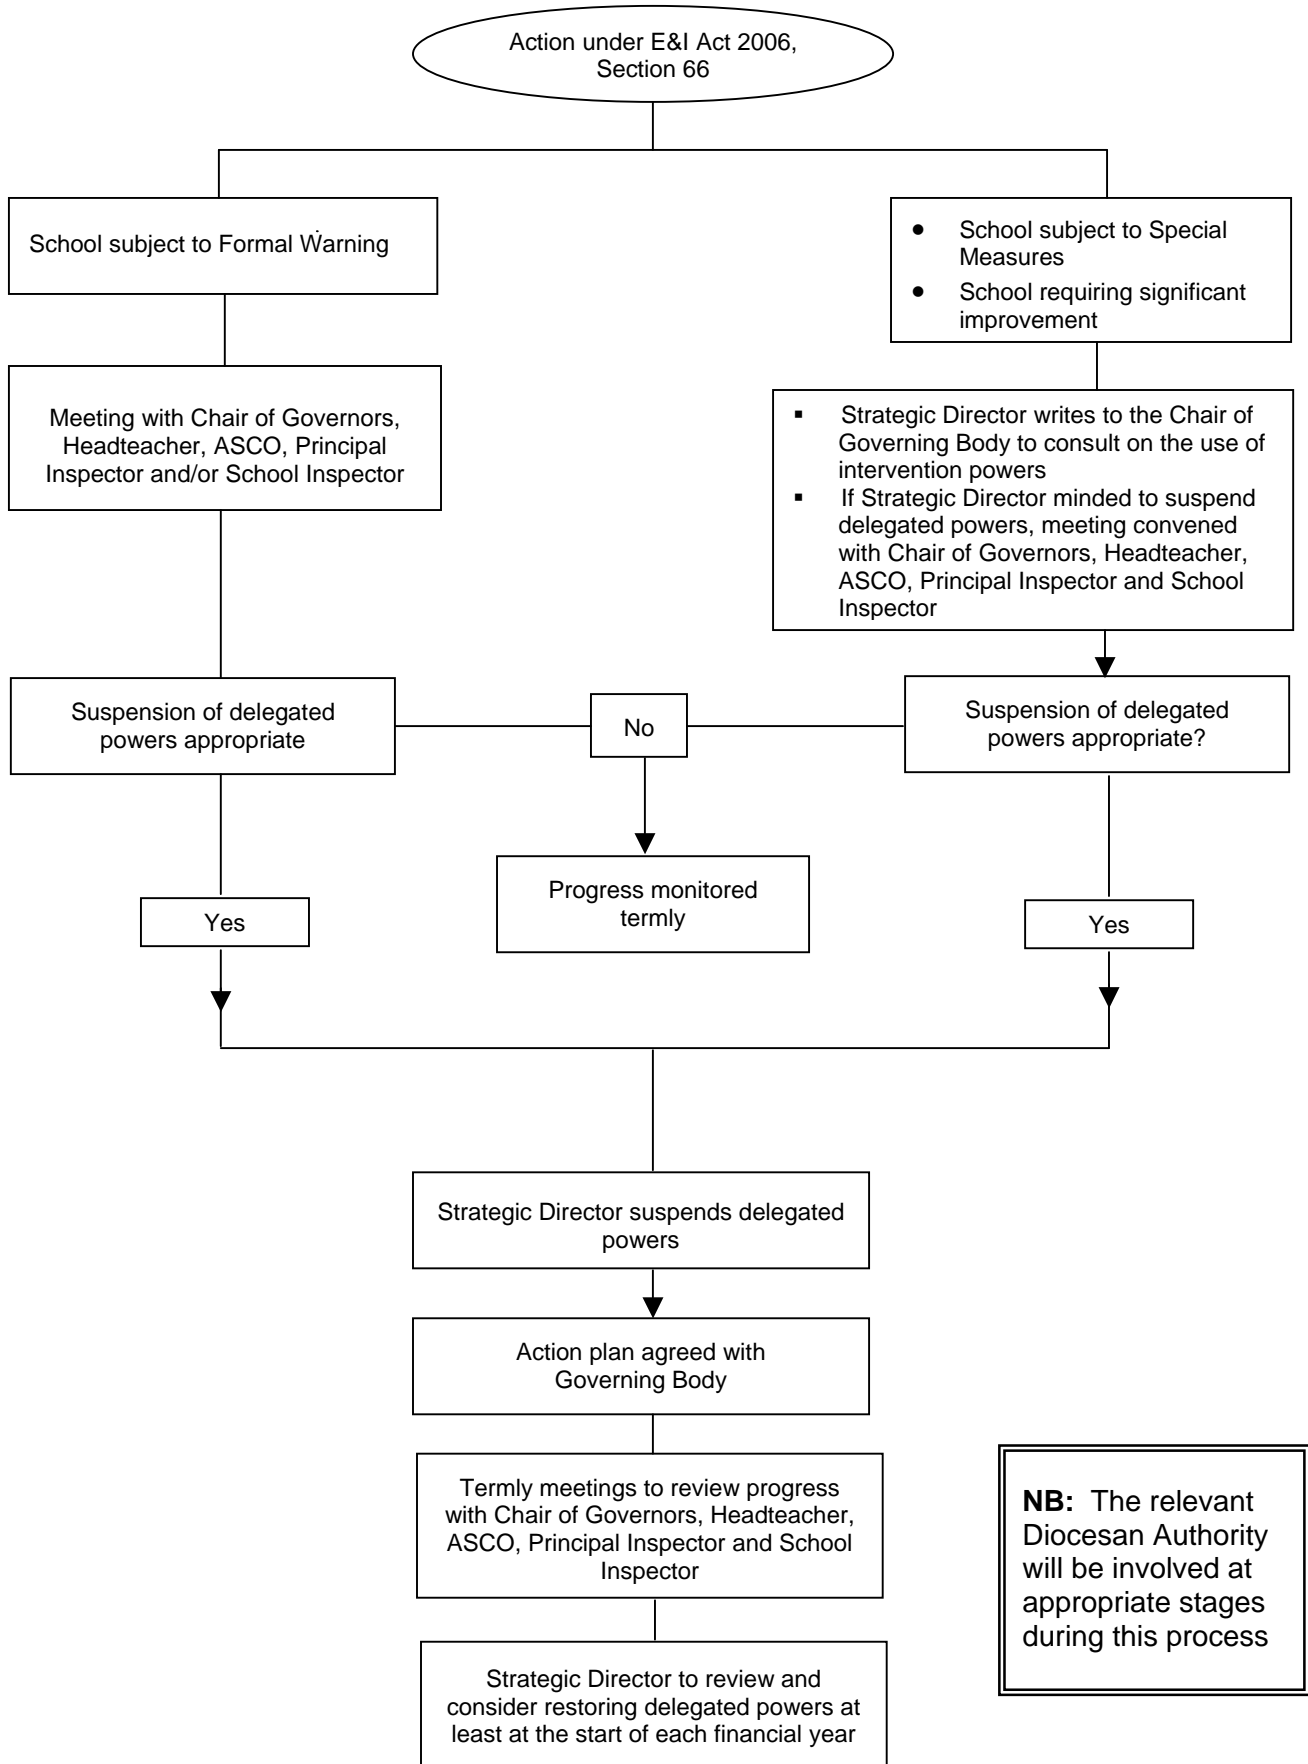 Action under E&I Act 2006,
Section 66
School subject to Formal Warning
● School subject to Special
Measures
● School requiring significant
improvement
Meeting with Chair of Governors,
Headteacher, ASCO, Principal
Inspector and/or School Inspector
▪ Strategic Director writes to the Chair of
Governing Body to consult on the use of
intervention powers
▪ If Strategic Director minded to suspend
delegated powers, meeting convened
with Chair of Governors, Headteacher,
ASCO, Principal Inspector and School
Inspector
Suspension of delegated
powers appropriate
No
Suspension of delegated
powers appropriate?
Progress monitored
termly
Yes
Yes
Strategic Director suspends delegated
powers
Action plan agreed with
Governing Body
Termly meetings to review progress
with Chair of Governors, Headteacher,
ASCO, Principal Inspector and School
Inspector
NB: The relevant
Diocesan Authority
will be involved at
appropriate stages
during this process
Strategic Director to review and
consider restoring delegated powers at
least at the start of each financial year